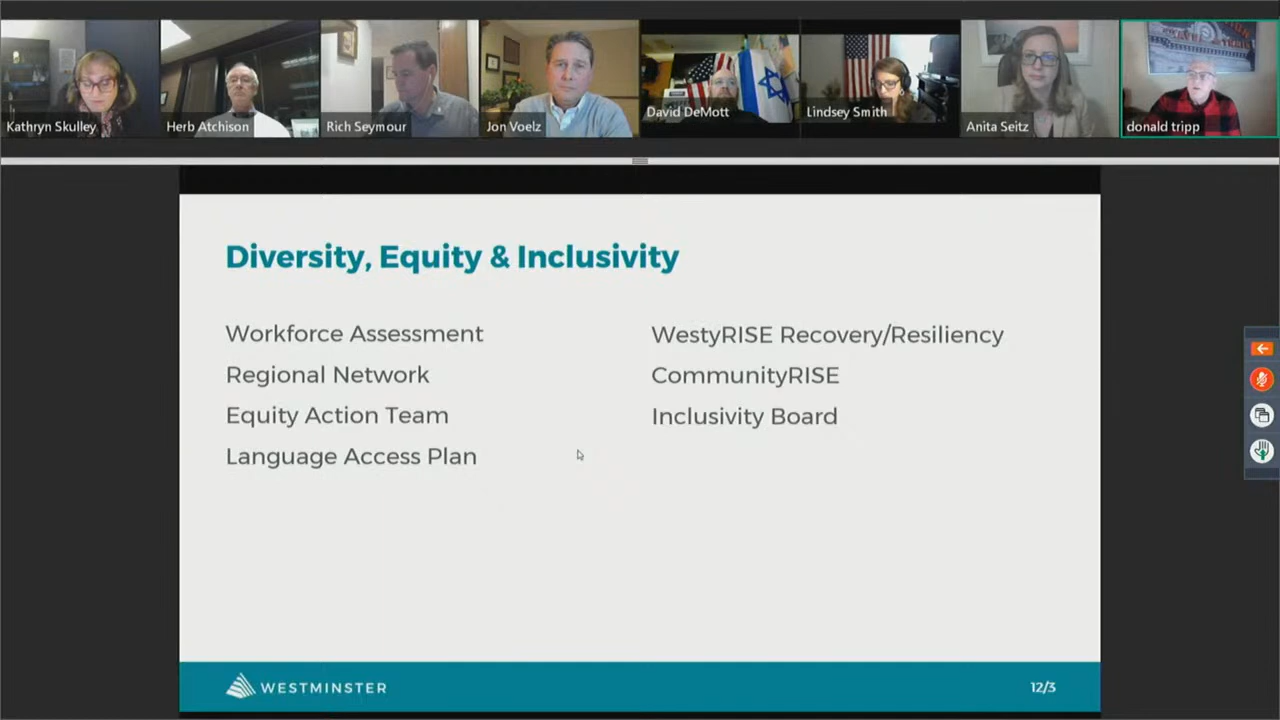 Kathryn Skulley
Herb Atchison
Rich Seymour
Jon Voelz
David DeMott
Lindsey Smith
Anita Seitz
donald tripp
Diversity, Equity & Inclusivity
Workforce Assessment
Regional Network
Equity Action Team
Language Access Plan
WestyRISE Recovery/Resiliency
CommunityRISE
Inclusivity Board
WESTMINSTER
12/3